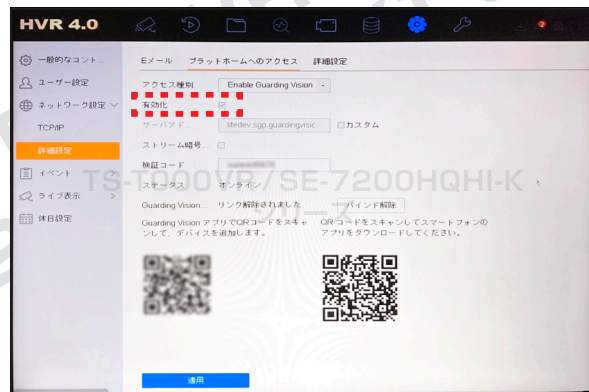 HVR 4.0
一般的なコント...
ユーザー設定
ネットワーク設定
TCP/IP
詳細設定
イベント
ライブ表示
休日設定
Eメール プラットホームへのアクセス 詳細設定
アクセス種別 Enable Guarding Vision
有効化
サーバアド... litedev.sgp.guardingvisic カスタム
ストリーム暗号...
検証コード
ステータス オンライン
Guarding Vision... リンク解除されました バインド解除
Guarding Vision アプリでQRコードをスキャンして、デバイスを追加します。
QRコードをスキャンしてスマートフォンのアプリをダウンロードしてください。
適用
TS-T000VR/SE-7200HQHI-K
シリーズ